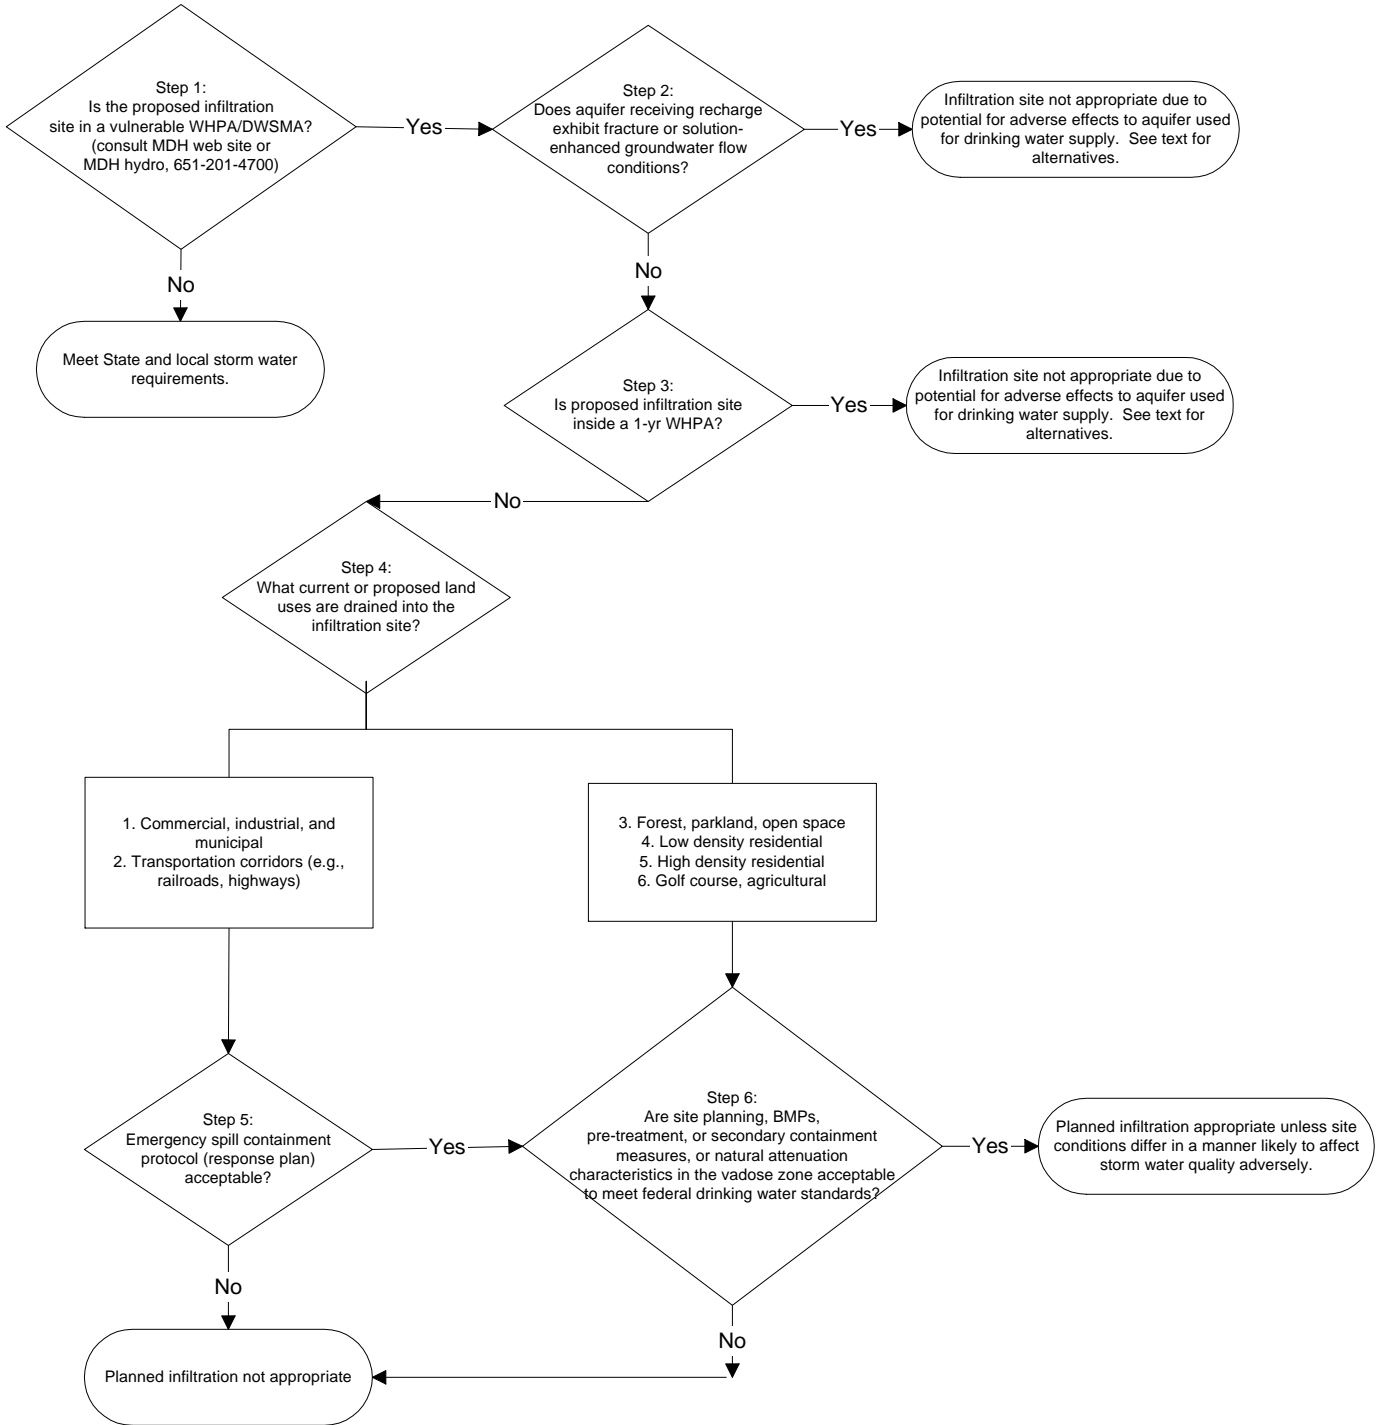 Step 1:
Is the proposed infiltration
site in a vulnerable WHPA/DWSMA?
(consult MDH web site or
MDH hydro, 651-201-4700)
Yes
Step 2:
Does aquifer receiving recharge
exhibit fracture or solution-
enhanced groundwater flow
conditions?
Yes
Infiltration site not appropriate due to
potential for adverse effects to aquifer used
for drinking water supply. See text for
alternatives.
No
No
Meet State and local storm water
requirements.
Step 3:
Is proposed infiltration site
inside a 1-yr WHPA?
Yes
Infiltration site not appropriate due to
potential for adverse effects to aquifer used
for drinking water supply. See text for
alternatives.
No
Step 4:
What current or proposed land
uses are drained into the
infiltration site?
1. Commercial, industrial, and
municipal
2. Transportation corridors (e.g.,
railroads, highways)
3. Forest, parkland, open space
4. Low density residential
5. High density residential
6. Golf course, agricultural
Step 5:
Emergency spill containment
protocol (response plan)
acceptable?
Yes
Step 6:
Are site planning, BMPs,
pre-treatment, or secondary containment
measures, or natural attenuation
characteristics in the vadose zone acceptable
to meet federal drinking water standards?
Yes
Planned infiltration appropriate unless site
conditions differ in a manner likely to affect
storm water quality adversely.
No
No
Planned infiltration not appropriate